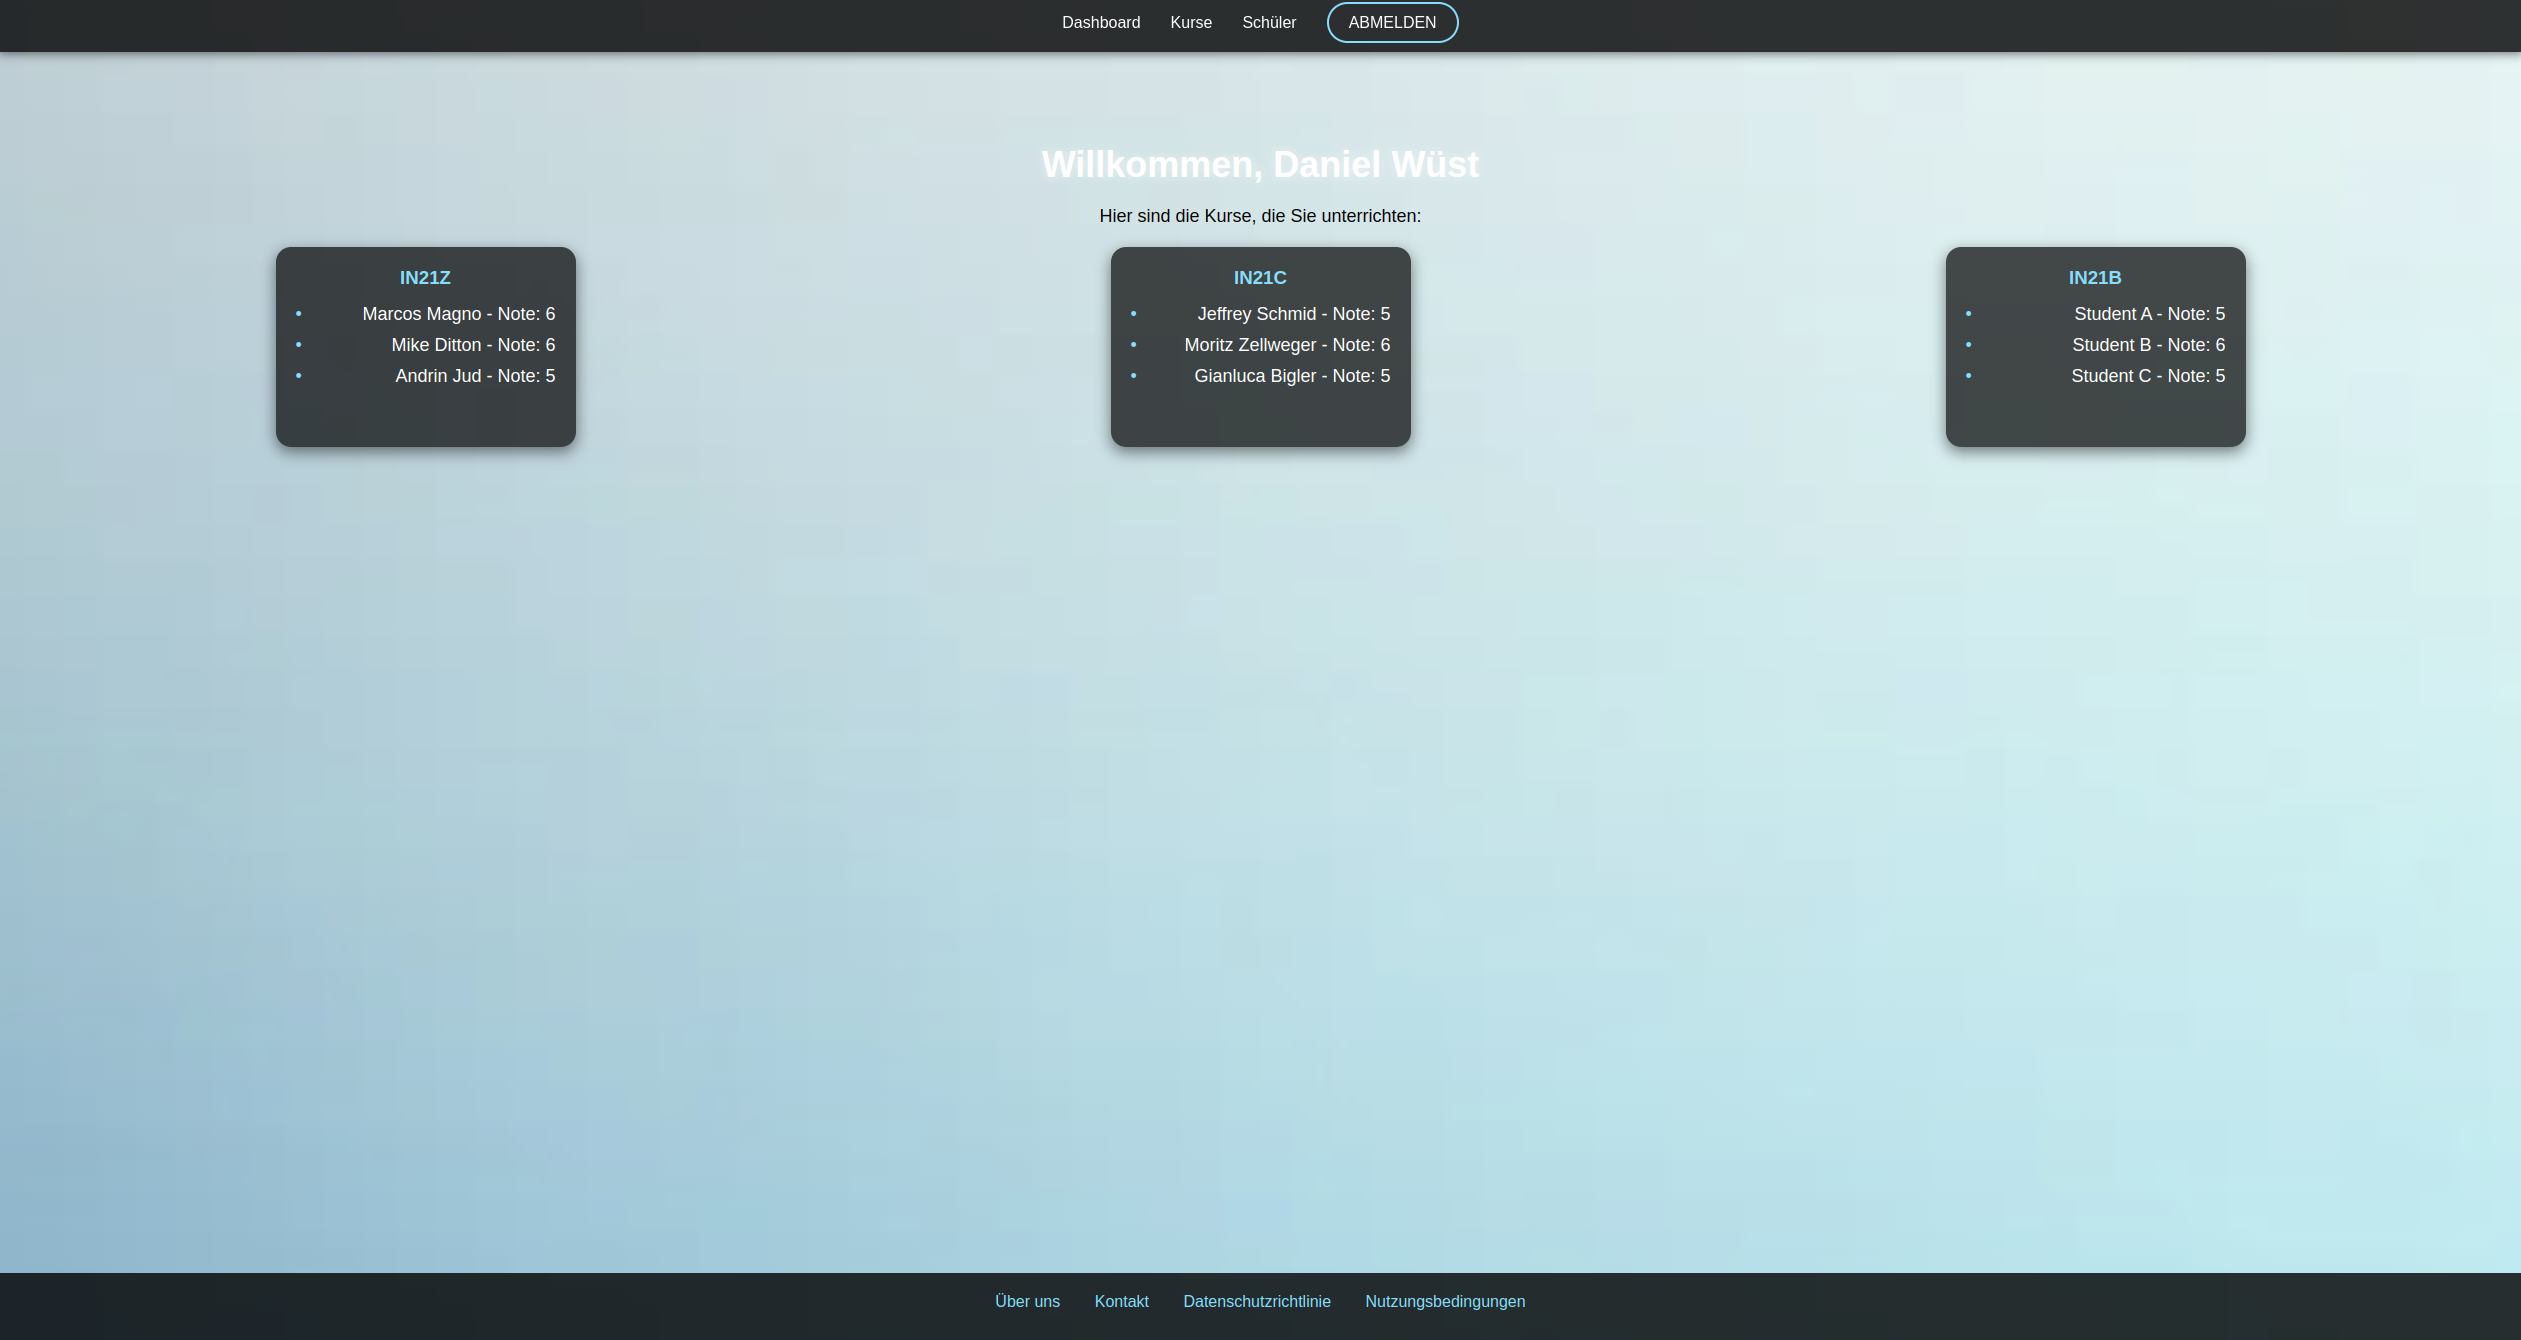 Dashboard Kurse Schüler ABMELDEN
Willkommen, Daniel Wüst
Hier sind die Kurse, die Sie unterrichten:
IN21Z
• Marcos Magno - Note: 6
• Mike Ditton - Note: 6
• Andrin Jud - Note: 5
IN21C
• Jeffrey Schmid - Note: 5
• Moritz Zellweger - Note: 6
• Gianluca Bigler - Note: 5
IN21B
• Student A - Note: 5
• Student B - Note: 6
• Student C - Note: 5
Über uns Kontakt Datenschutzrichtlinie Nutzungsbedingungen